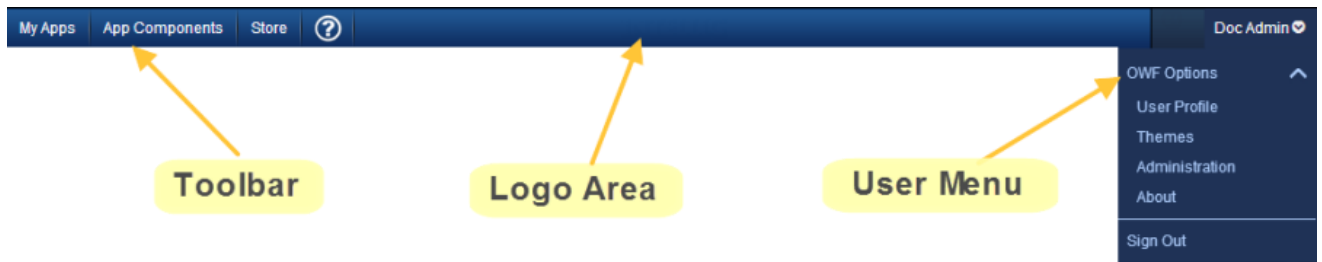 My Apps App Components Store ? Doc Admin
OWF Options
User Profile
Themes
Administration
About
Sign Out
Toolbar
Logo Area
User Menu